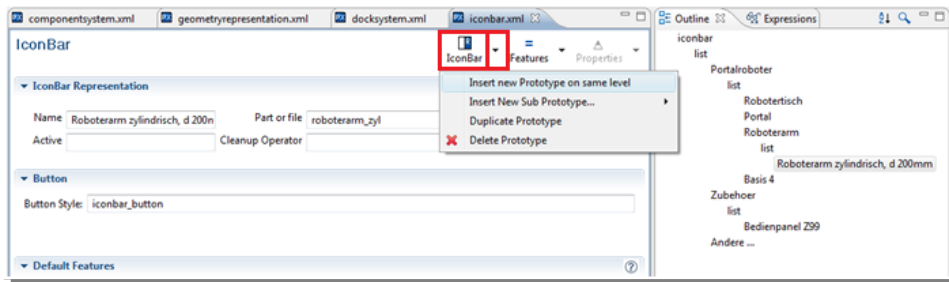 componentsystem.xml geometryrepresentation.xml docksystem.xml iconbar.xml
IconBar
IconBar Features Properties
Insert new Prototype on same level
Insert New Sub Prototype...
Duplicate Prototype
Delete Prototype
IconBar Representation
Name Roboterarm zylindrisch, d 200n Part or file roboterarm_zyl
Active Cleanup Operator
Button
Button Style: iconbar_button
Default Features
Outline Expressions
iconbar
list
Portalroboter
list
Robotertisch
Portal
Roboterarm
list
Roboterarm zylindrisch, d 200mm
Basis 4
Zubehoer
list
Bedienpanel Z99
Andere ...